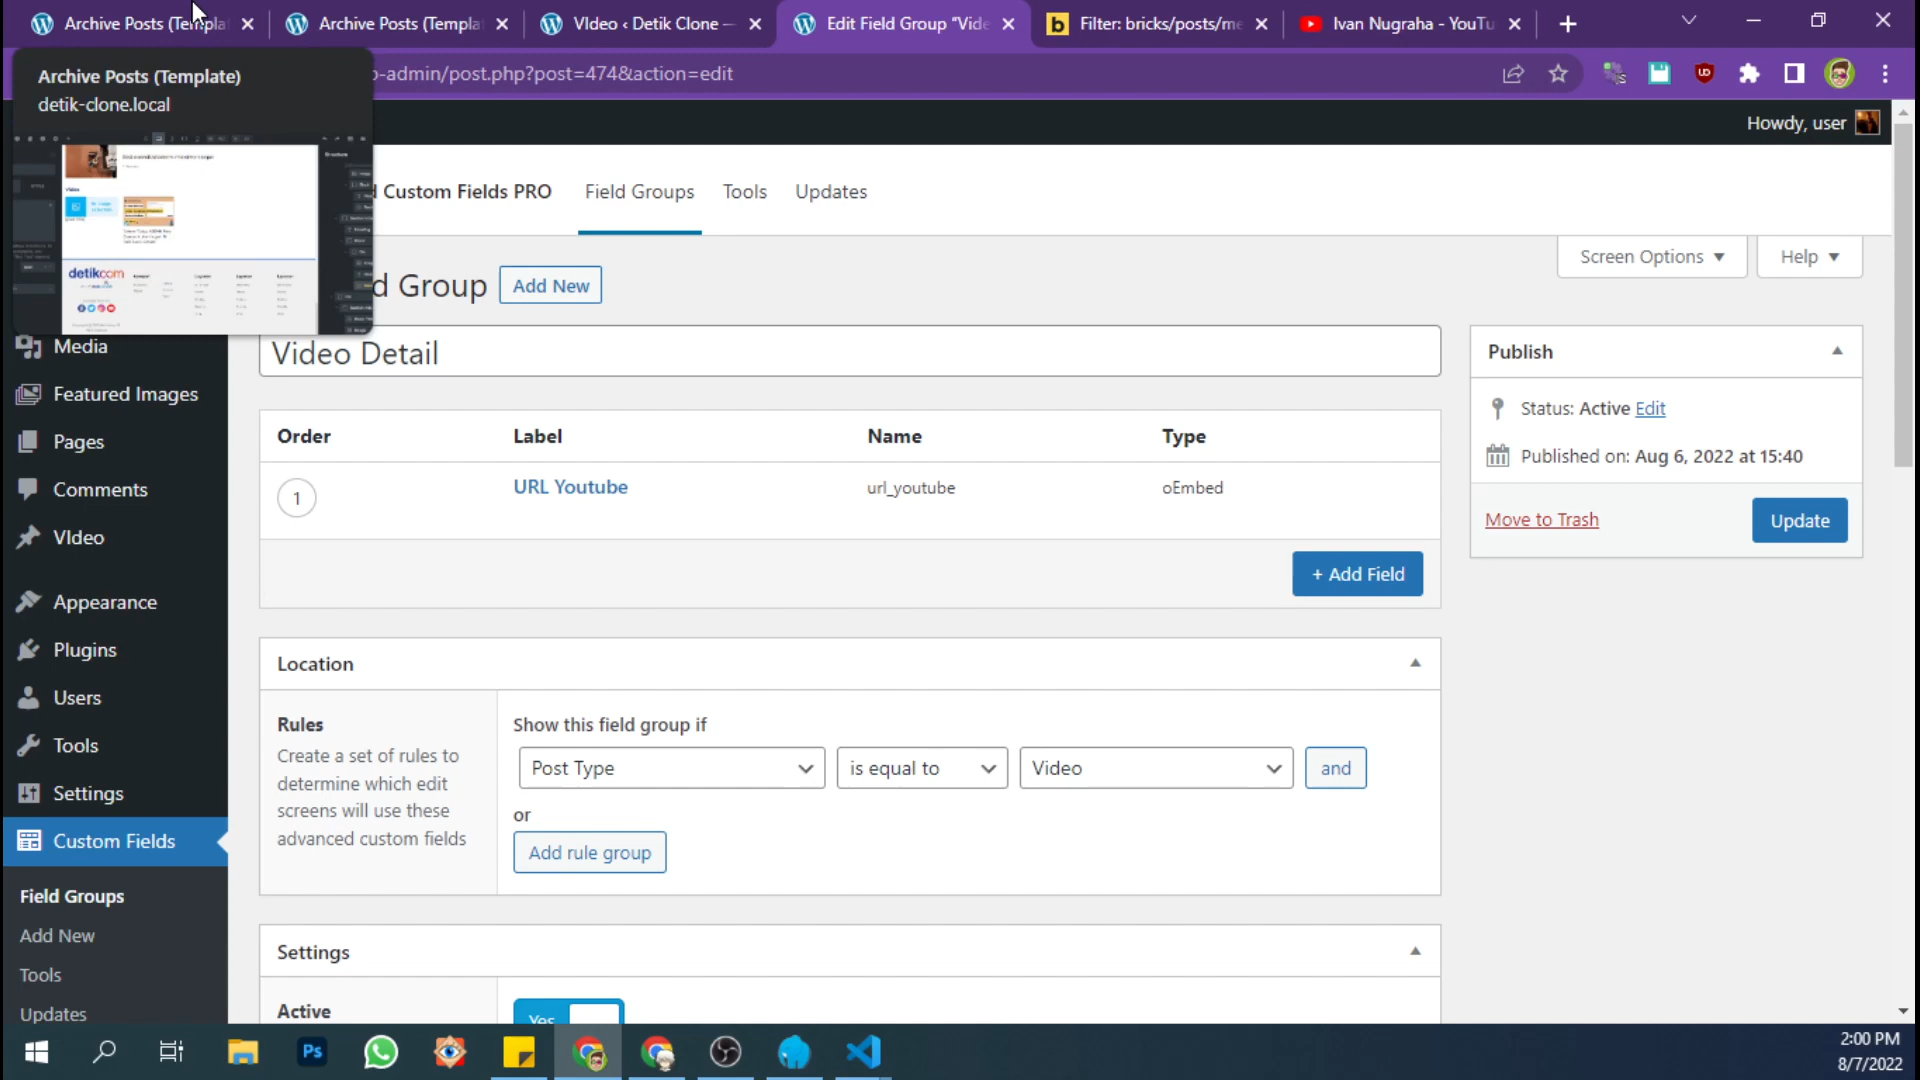 Archive Posts (Templat
Archive Posts (Templat
VIdeo ‹ Detik Clone —
Edit Field Group "Vide
Filter: bricks/posts/me
Ivan Nugraha - YouTu
Archive Posts (Template)
detik-clone.local
-admin/post.php?post=474&action=edit
Howdy, user
Custom Fields PRO
Field Groups
Tools
Updates
Screen Options ▼
Help ▼
d Group
Add New
detikcom
Video
Media
Featured Images
Pages
Comments
VIdeo
Appearance
Plugins
Users
Tools
Settings
Custom Fields
Field Groups
Add New
Tools
Updates
Video Detail
Order
Label
Name
Type
1
URL Youtube
url_youtube
oEmbed
+ Add Field
Location
Rules
Create a set of rules to
determine which edit
screens will use these
advanced custom fields
Show this field group if
Post Type
is equal to
Video
and
or
Add rule group
Settings
Active
Yes
Publish
Status: Active Edit
Published on: Aug 6, 2022 at 15:40
Move to Trash
Update
Ps
2:00 PM
8/7/2022